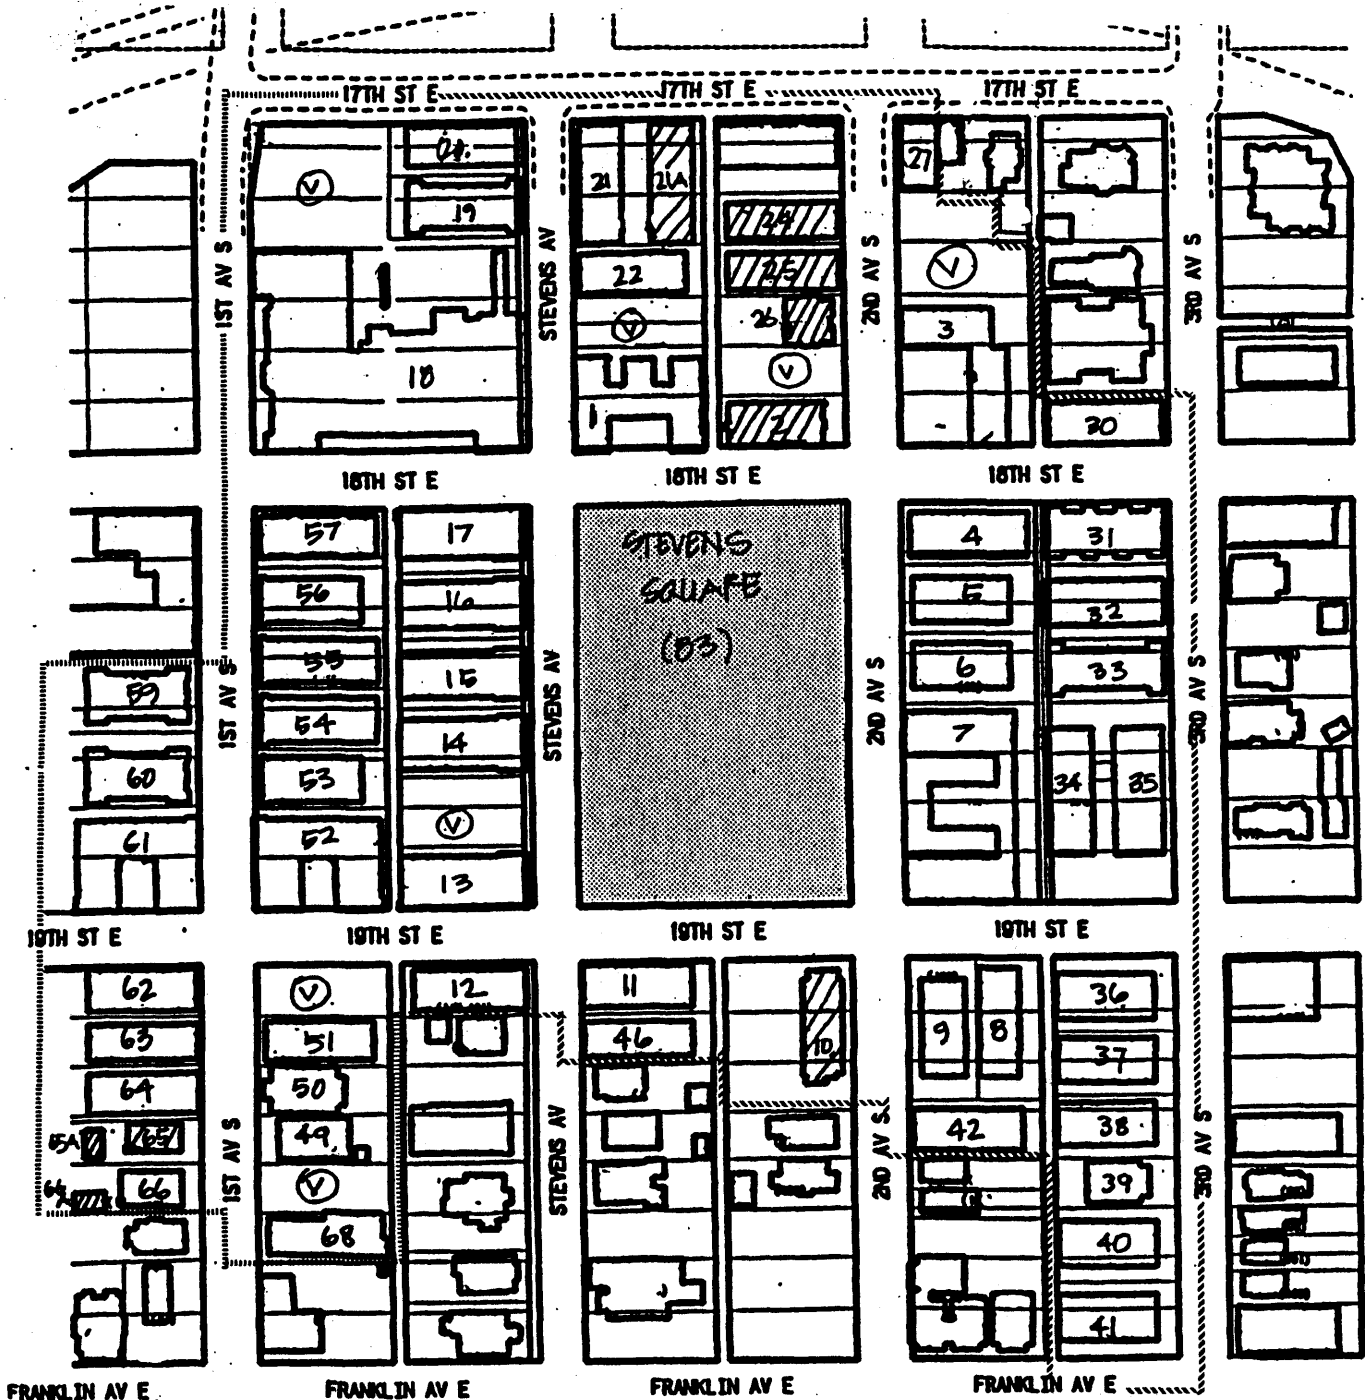 17TH ST E
17TH ST E
17TH ST E
V
19
21
21A
24
27
22
25
V
V
26
3
V
18
1
2
30
1ST AV S
STEVENS AV
2ND AV S
3RD AV S
18TH ST E
18TH ST E
18TH ST E
57
17
STEVENS
SQUARE
(83)
4
31
56
16
5
32
55
15
6
33
59
54
14
7
60
53
34
35
61
52
V
13
1ST AV S
STEVENS AV
2ND AV S
3RD AV S
19TH ST E
19TH ST E
19TH ST E
19TH ST E
62
V
12
11
36
63
51
46
10
9
8
37
64
50
65A
65
49
42
38
66
V
39
68
40
41
1ST AV S
STEVENS AV
2ND AV S
3RD AV S
FRANKLIN AV E
FRANKLIN AV E
FRANKLIN AV E
FRANKLIN AV E